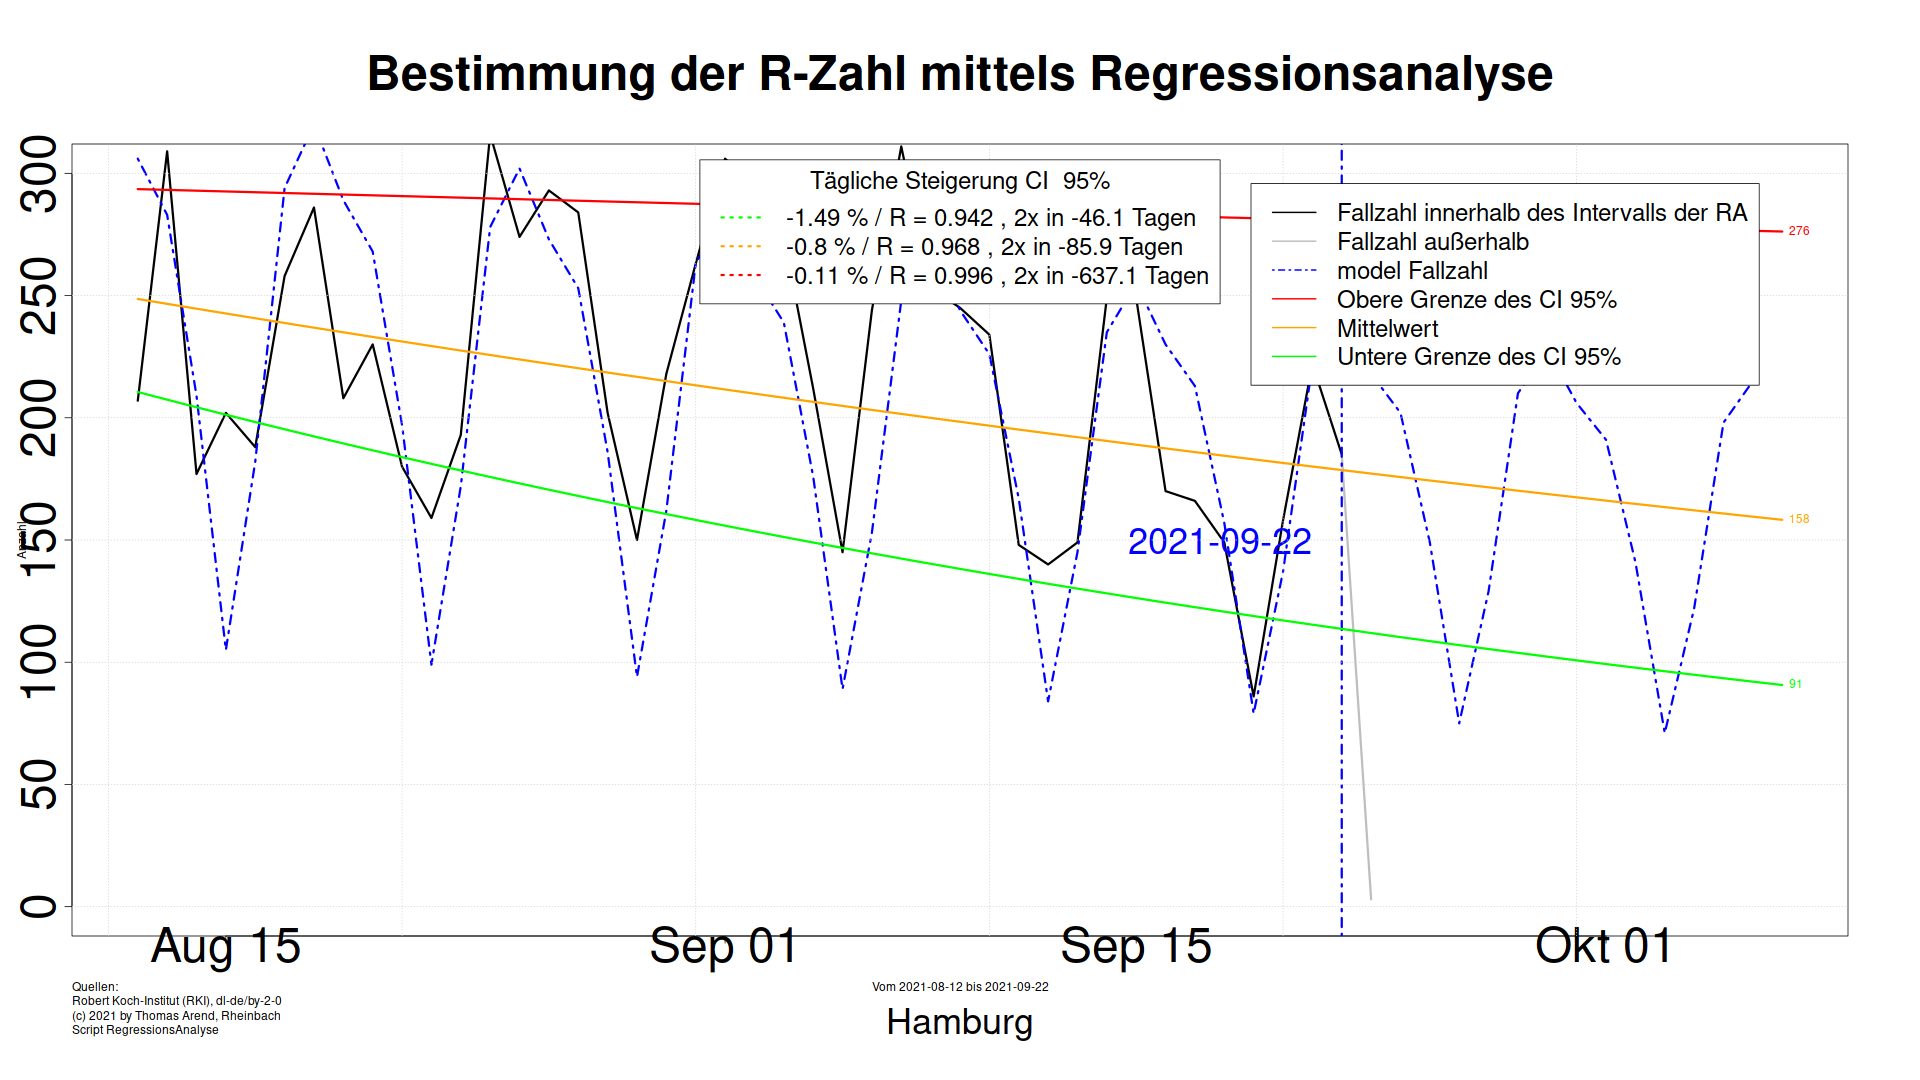 Bestimmung der R-Zahl mittels Regressionsanalyse
300
250
200
150
100
50
0
Anzahl
Tägliche Steigerung CI 95%
-1.49 % / R = 0.942 , 2x in -46.1 Tagen
-0.8 % / R = 0.968 , 2x in -85.9 Tagen
-0.11 % / R = 0.996 , 2x in -637.1 Tagen
Fallzahl innerhalb des Intervalls der RA
Fallzahl außerhalb
model Fallzahl
Obere Grenze des CI 95%
Mittelwert
Untere Grenze des CI 95%
276
158
91
2021-09-22
Aug 15
Sep 01
Sep 15
Okt 01
Quellen:
Robert Koch-Institut (RKI), dl-de/by-2-0
(c) 2021 by Thomas Arend, Rheinbach
Script RegressionsAnalyse
Vom 2021-08-12 bis 2021-09-22
Hamburg